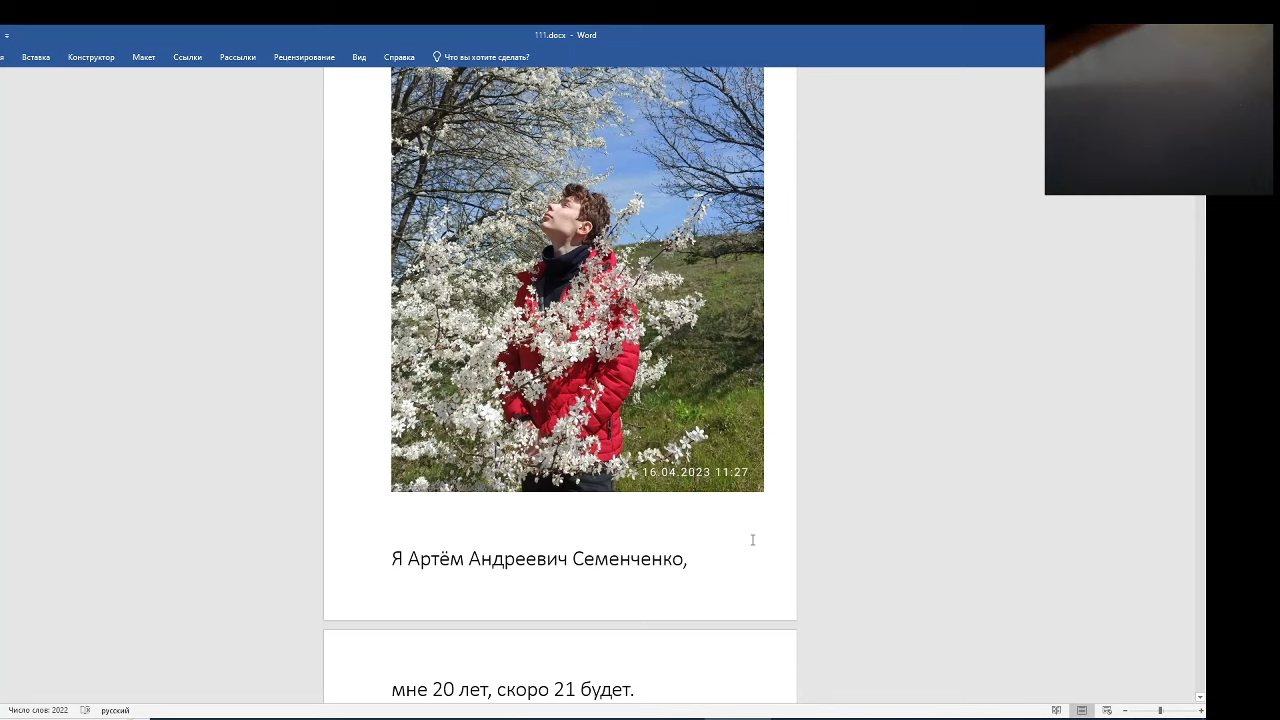 111.docx - Word
я Вставка Конструктор Макет Ссылки Рассылки Рецензирование Вид Справка Что вы хотите сделать?
16.04.2023 11:27
Я Артём Андреевич Семенченко,
мне 20 лет, скоро 21 будет.
Число слов: 2022 русский